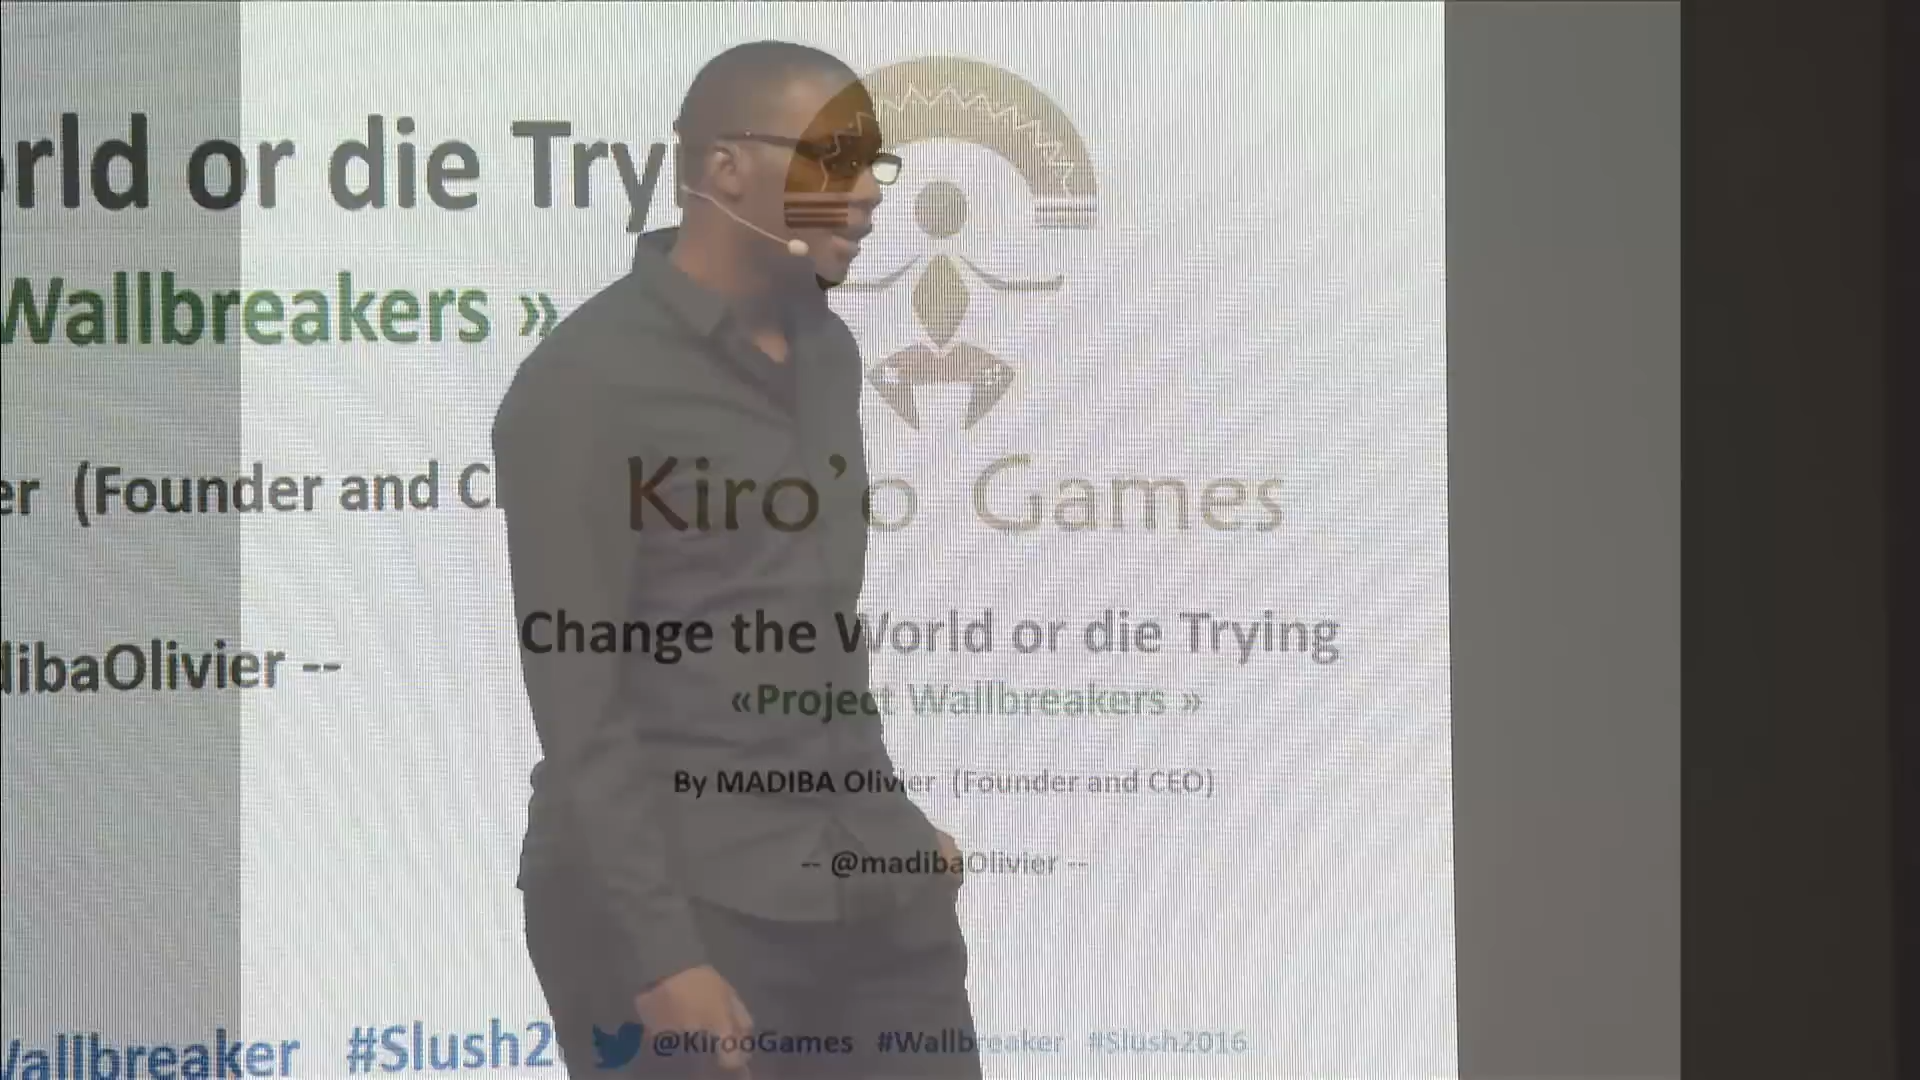 rld or die Tryi
Wallbreakers »
er (Founder and C
dibaOlivier --
Wallbreaker #Slush2
Kiro'o Games
Change the World or die Trying
«Project Wallbreakers »
By MADIBA Olivier (Founder and CEO)
-- @madibaOlivier --
@KirooGames #Wallbreaker #Slush2016